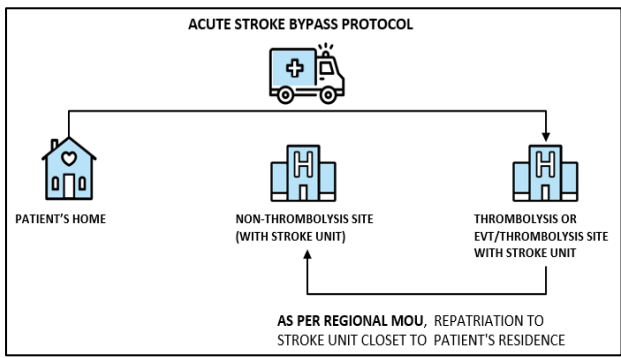 ACUTE STROKE BYPASS PROTOCOL
H
H
PATIENT'S HOME
NON-THROMBOLYSIS SITE
(WITH STROKE UNIT)
THROMBOLYSIS OR
EVT/THROMBOLYSIS SITE
WITH STROKE UNIT
AS PER REGIONAL MOU, REPATRIATION TO
STROKE UNIT CLOSET TO PATIENT'S RESIDENCE